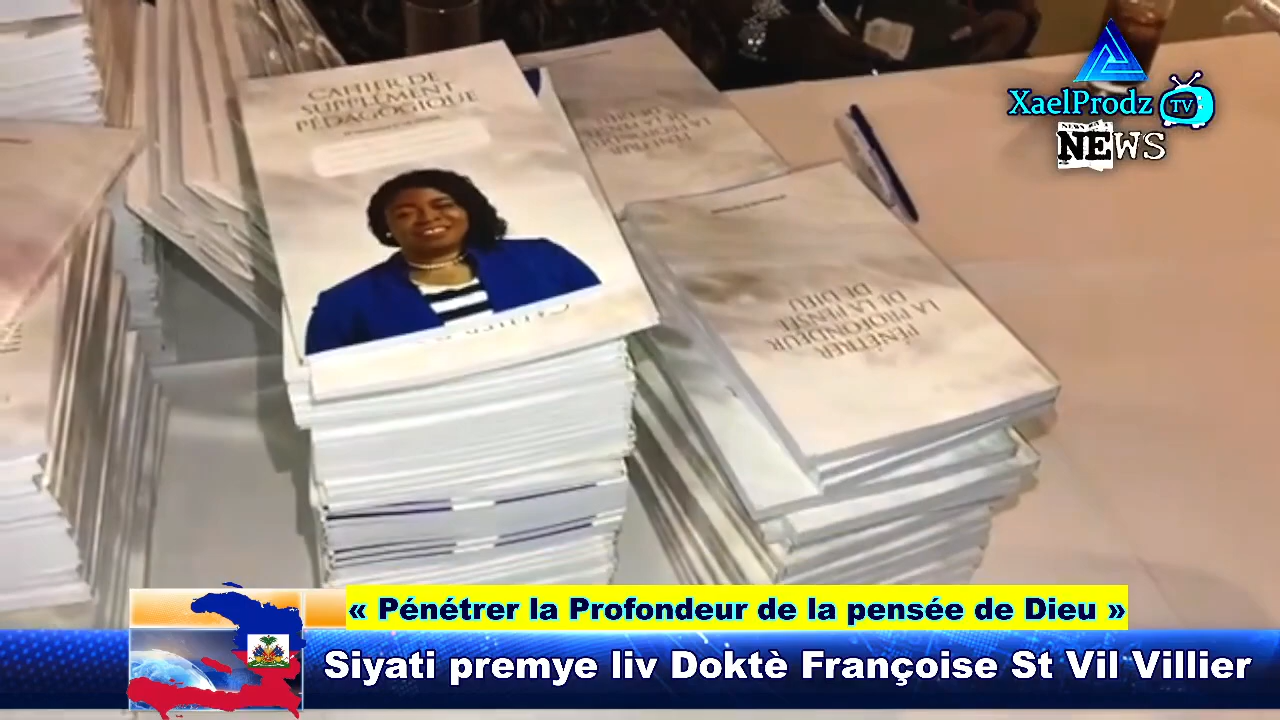 CAHIER DE
SUPPLÉMENT
PÉDAGOGIQUE
PÉNÉTRER
LA PROFONDEUR
DE LA PENSÉE
DE DIEU
XaelProdz TV
NEWS
« Pénétrer la Profondeur de la pensée de Dieu »
Siyati premye liv Doktè Françoise St Vil Villier